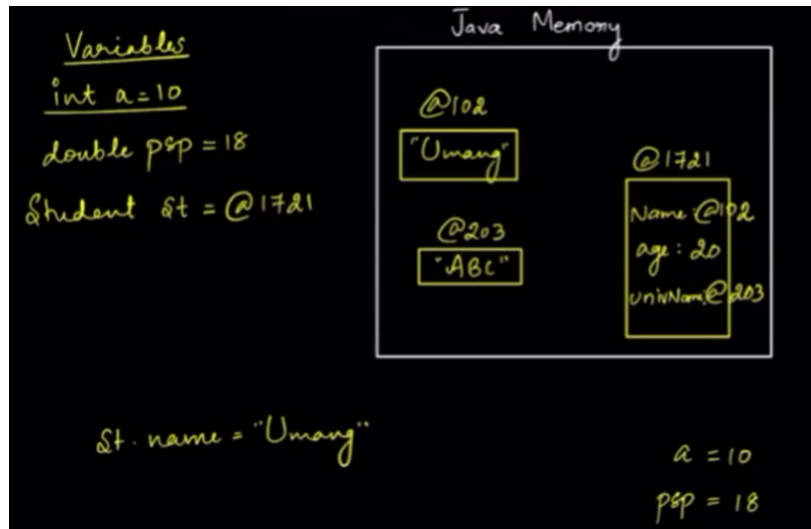 Variables
int a=10
double psp = 18
Student st = @1721
Java Memory
@102
"Umang"
@203
"ABC"
@1721
Name:@102
age: 20
univName:@203
St. name = "Umang"
a = 10
psp = 18